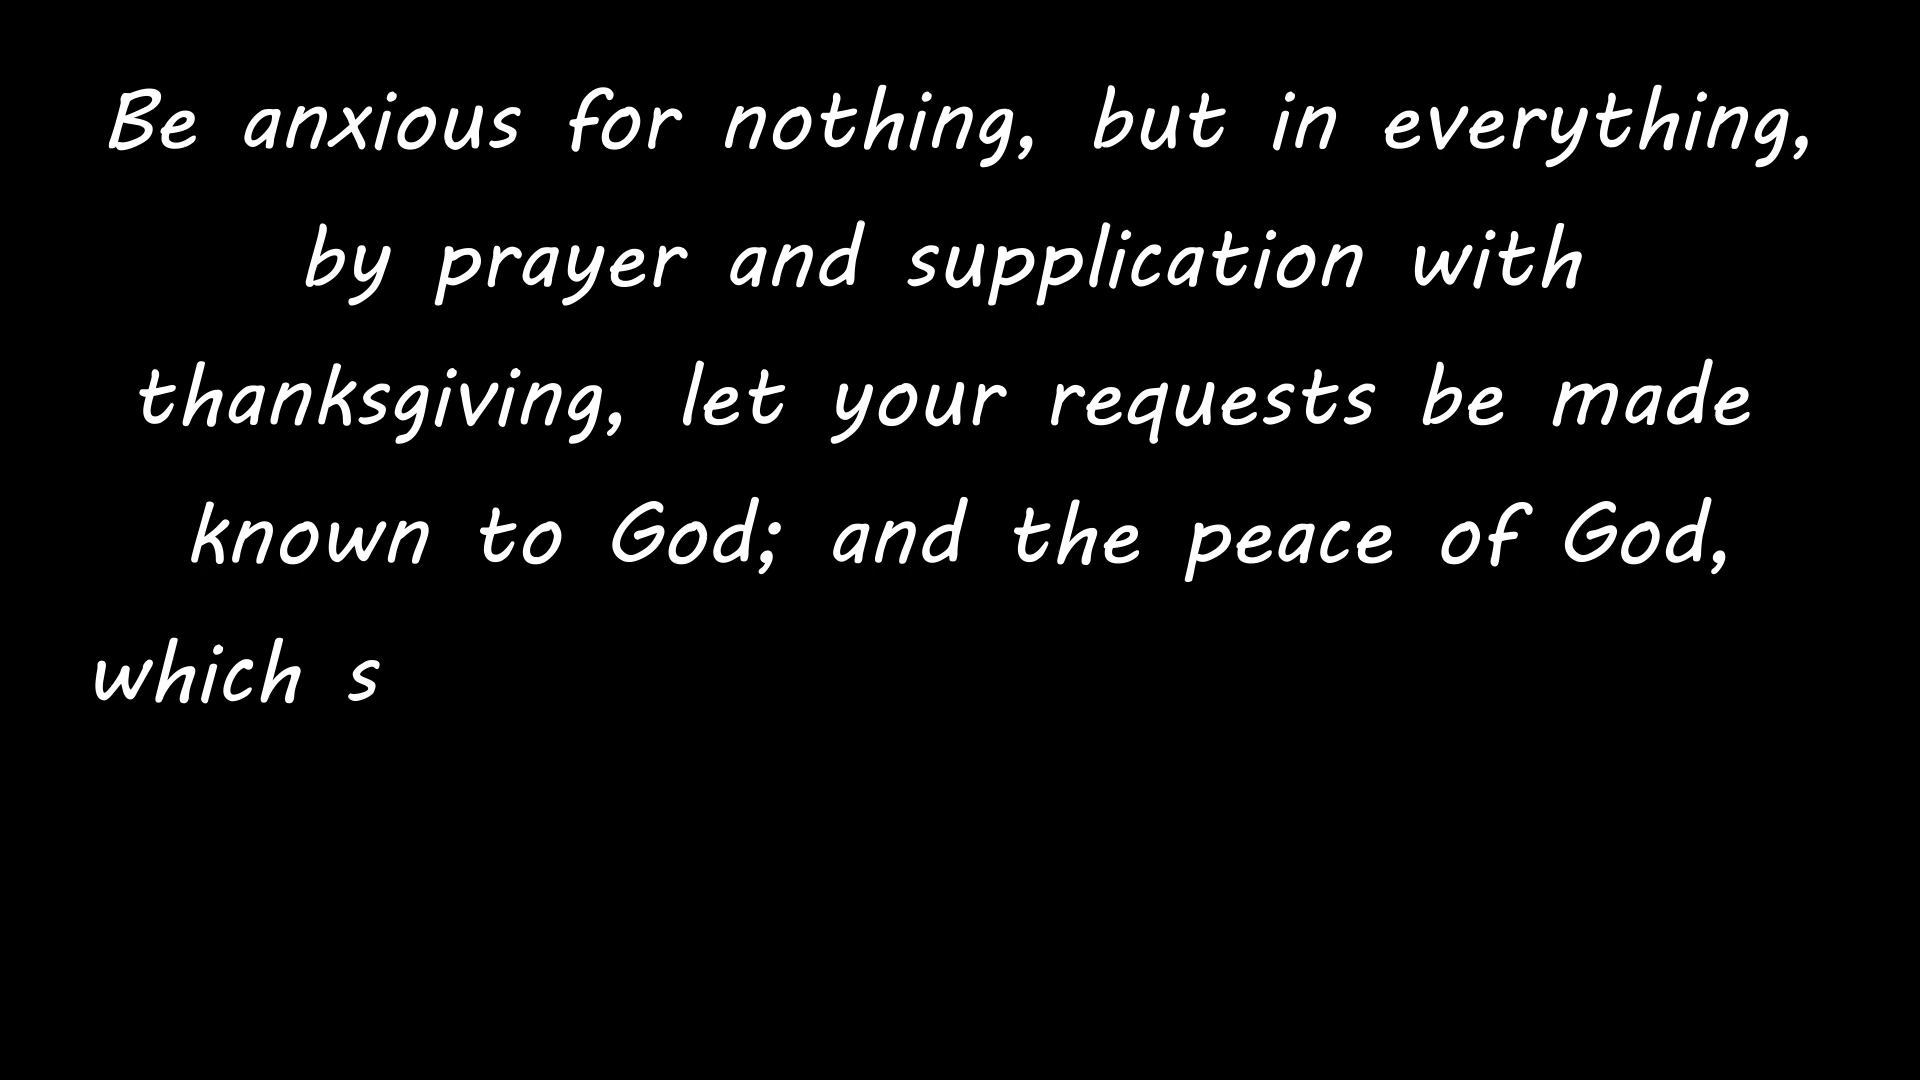 Be anxious for nothing, but in everything,
by prayer and supplication with
thanksgiving, let your requests be made
known to God; and the peace of God,
which s